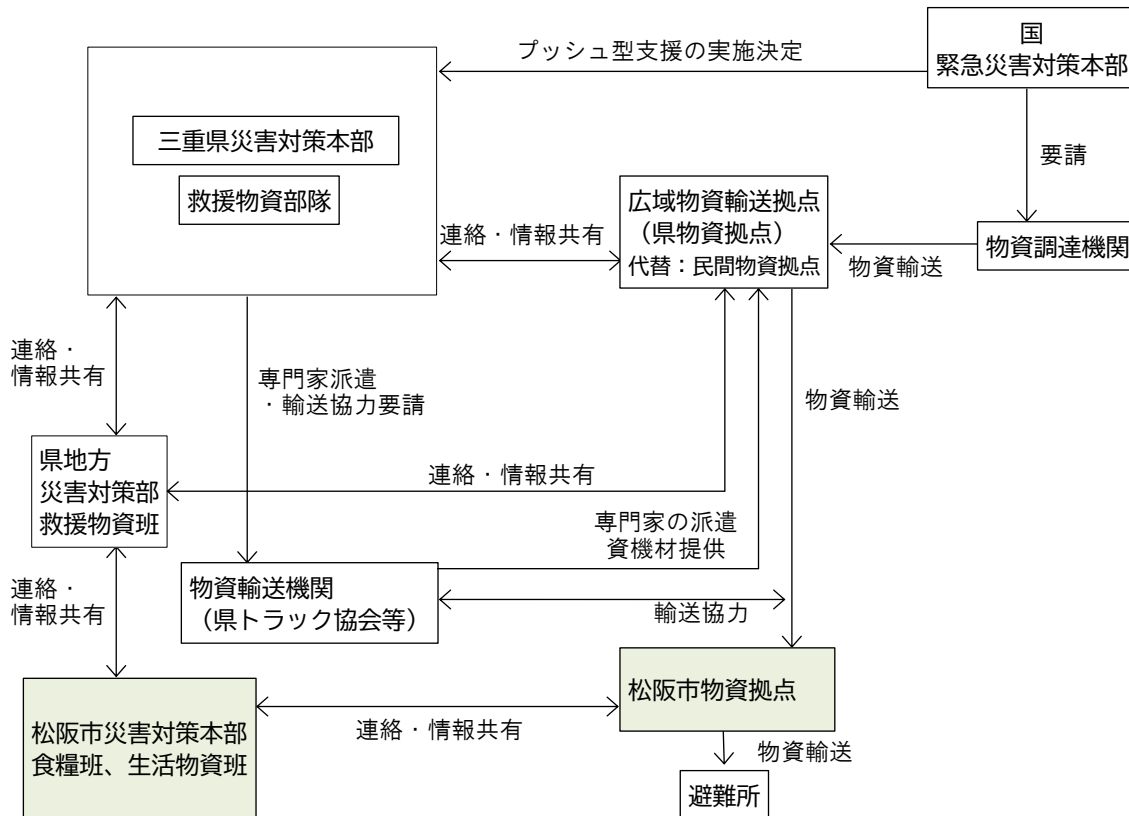 プッシュ型支援の実施決定
国
緊急災害対策本部
三重県災害対策本部
救援物資部隊
要請
連絡・情報共有
広域物資輸送拠点
(県物資拠点)
代替：民間物資拠点
物資輸送
物資調達機関
連絡・
情報共有
専門家派遣
・輸送協力要請
物資輸送
県地方
災害対策部
救援物資班
連絡・情報共有
専門家の派遣
資機材提供
連絡・
情報共有
物資輸送機関
（県トラック協会等）
輸送協力
松阪市災害対策本部
食糧班、生活物資班
連絡・情報共有
松阪市物資拠点
物資輸送
避難所